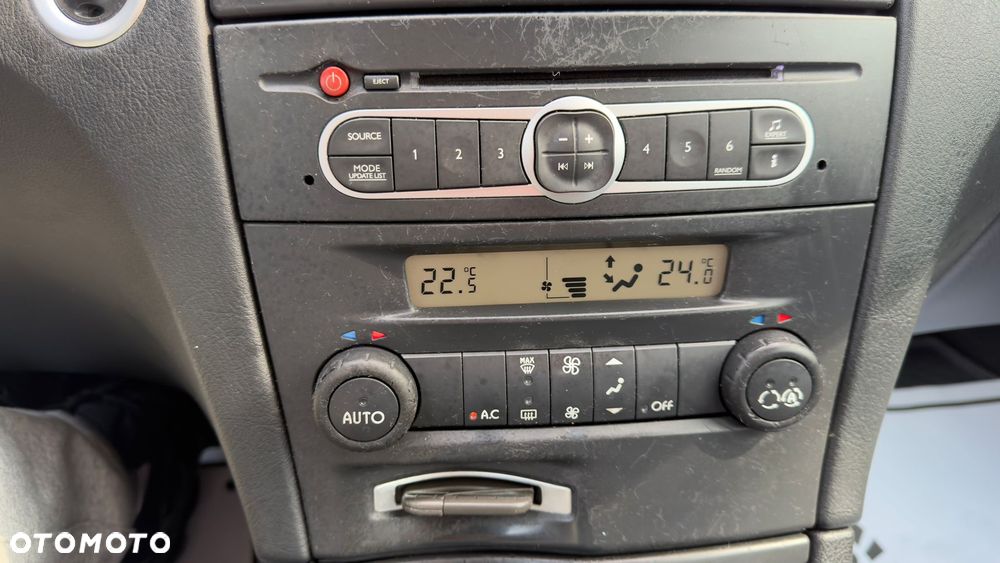 EJECT
SOURCE
MODE
UPDATE LIST
1
2
3
4
5
6
RANDOM
EXPERT
i
22.5 °C
24.0 °C
AUTO
A.C
MAX
Off
A
OTOMOTO